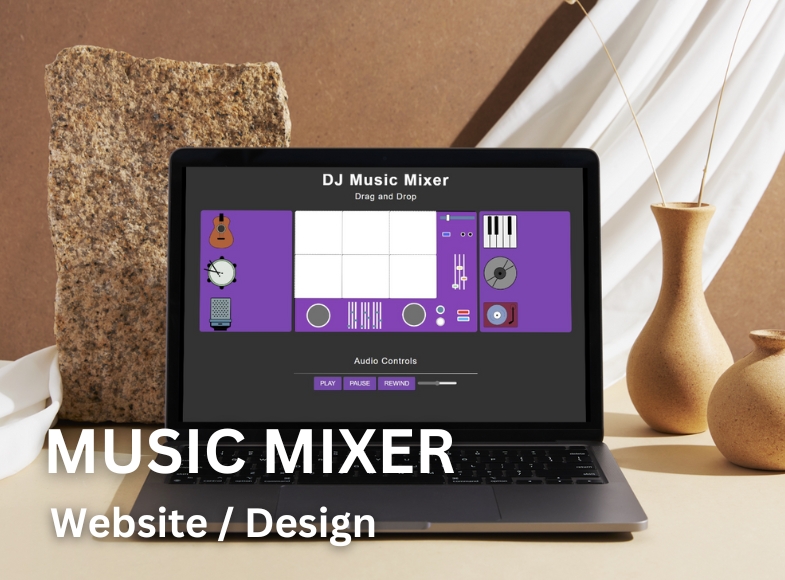 DJ Music Mixer
Drag and Drop
Audio Controls
PLAY PAUSE REWIND
MUSIC MIXER
Website / Design